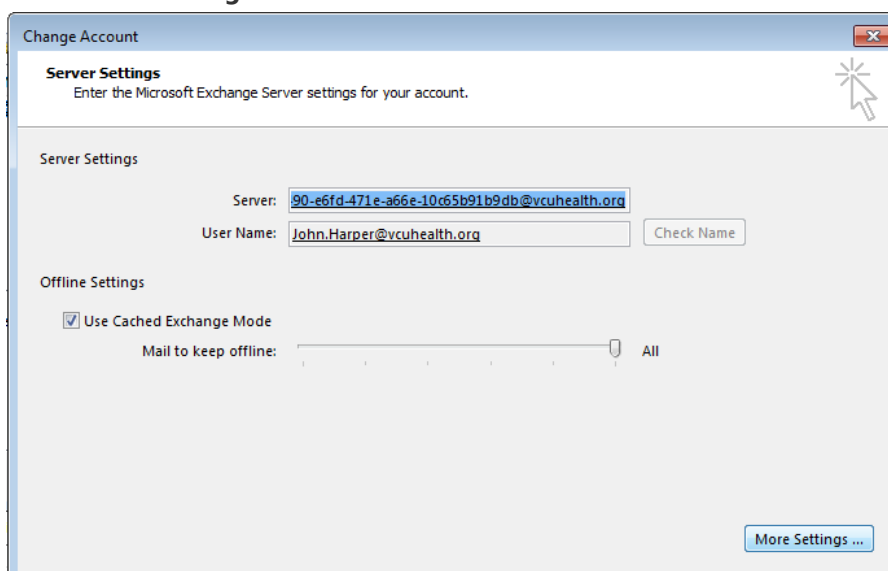 Change Account
Server Settings
Enter the Microsoft Exchange Server settings for your account.
Server Settings
Server: 90-e6fd-471e-a66e-10c65b91b9db@vcuhealth.org
User Name: John.Harper@vcuhealth.org Check Name
Offline Settings
Use Cached Exchange Mode
Mail to keep offline: All
More Settings ...